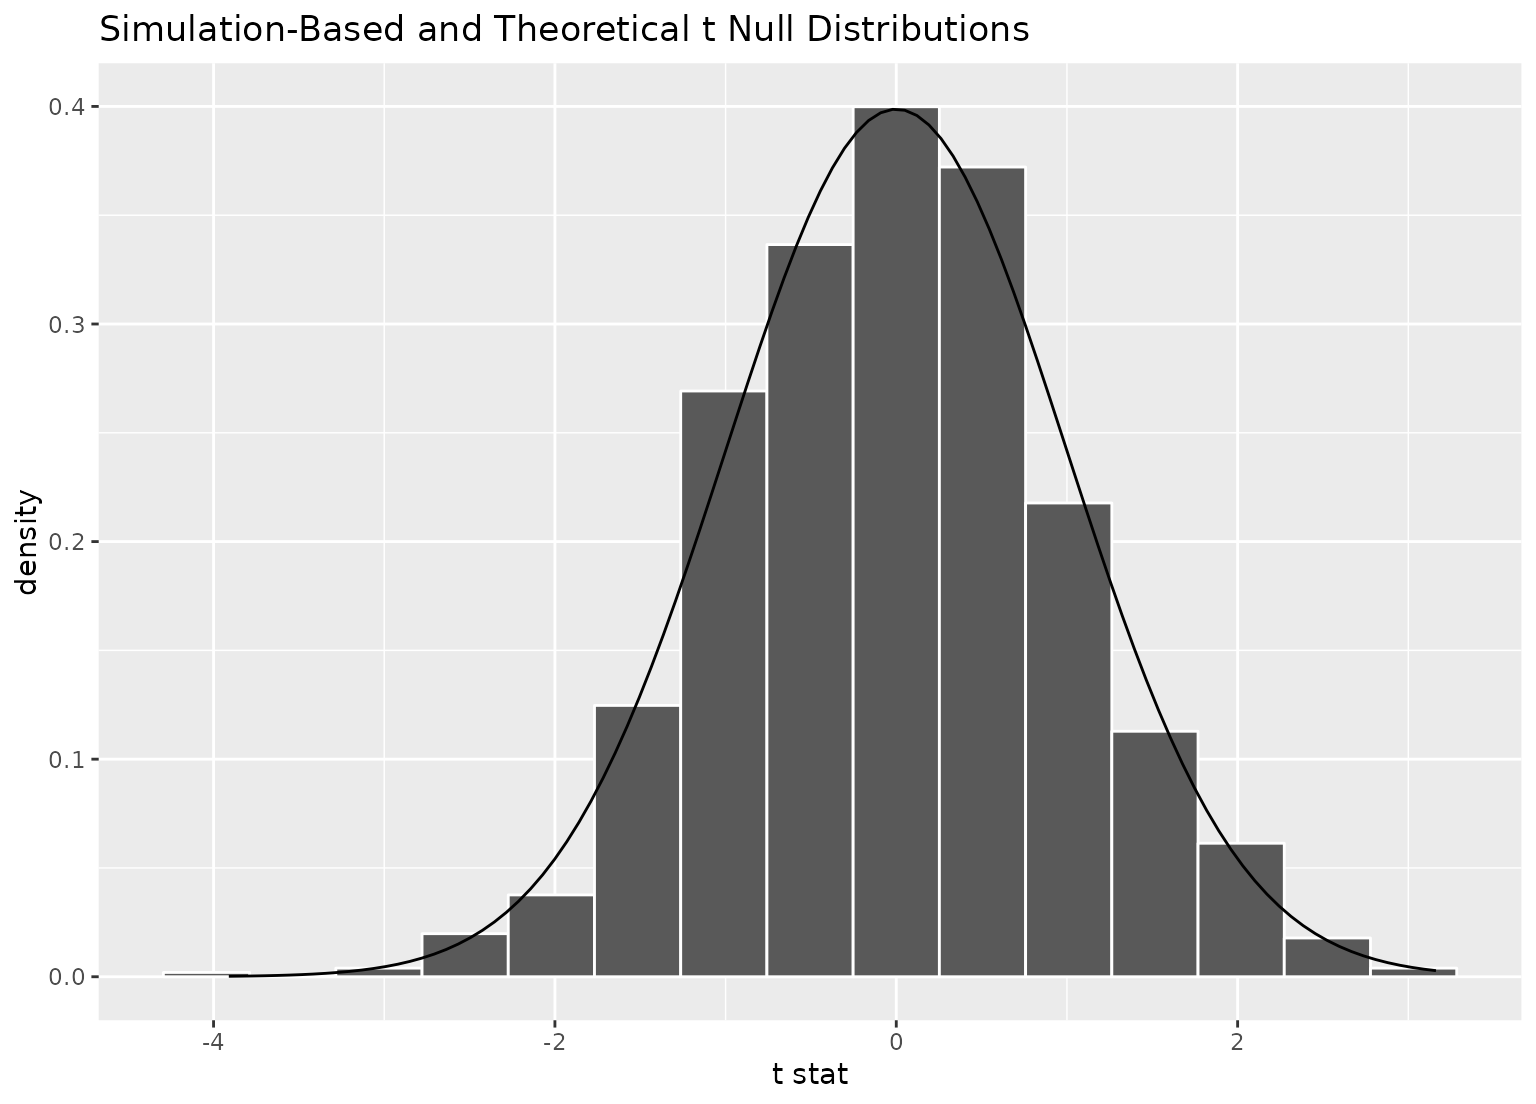 Simulation-Based and Theoretical t Null Distributions
density
0.4
0.3
0.2
0.1
0.0
-4 -2 0 2
t stat